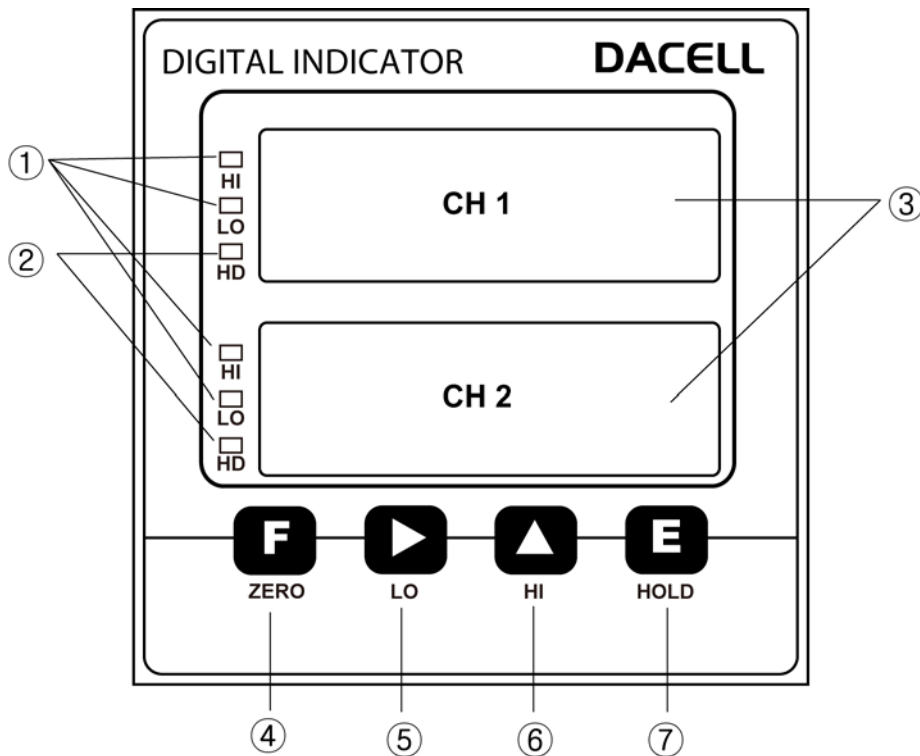 DIGITAL INDICATOR DACELL
①
HI
CH 1
③
LO
②
HD
HI
CH 2
LO
HD
F E
ZERO LO HI HOLD
④ ⑤ ⑥ ⑦